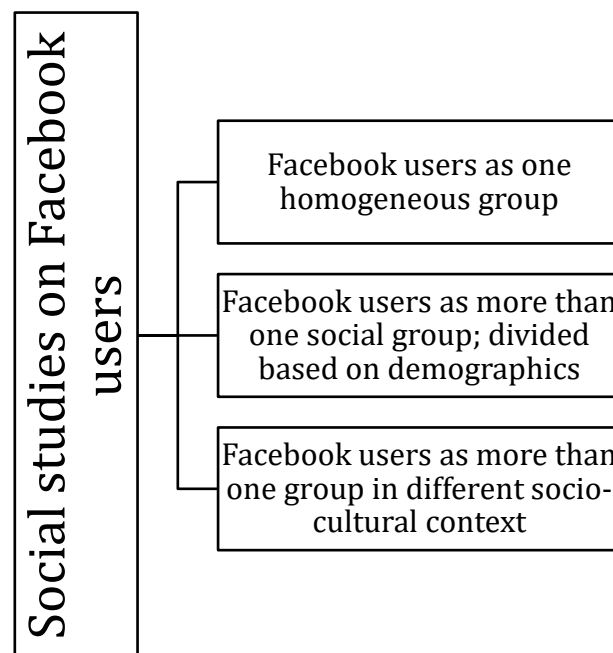 Social studies on Facebook
users
Facebook users as one
homogeneous group
Facebook users as more than
one social group; divided
based on demographics
Facebook users as more than
one group in different socio-
cultural context